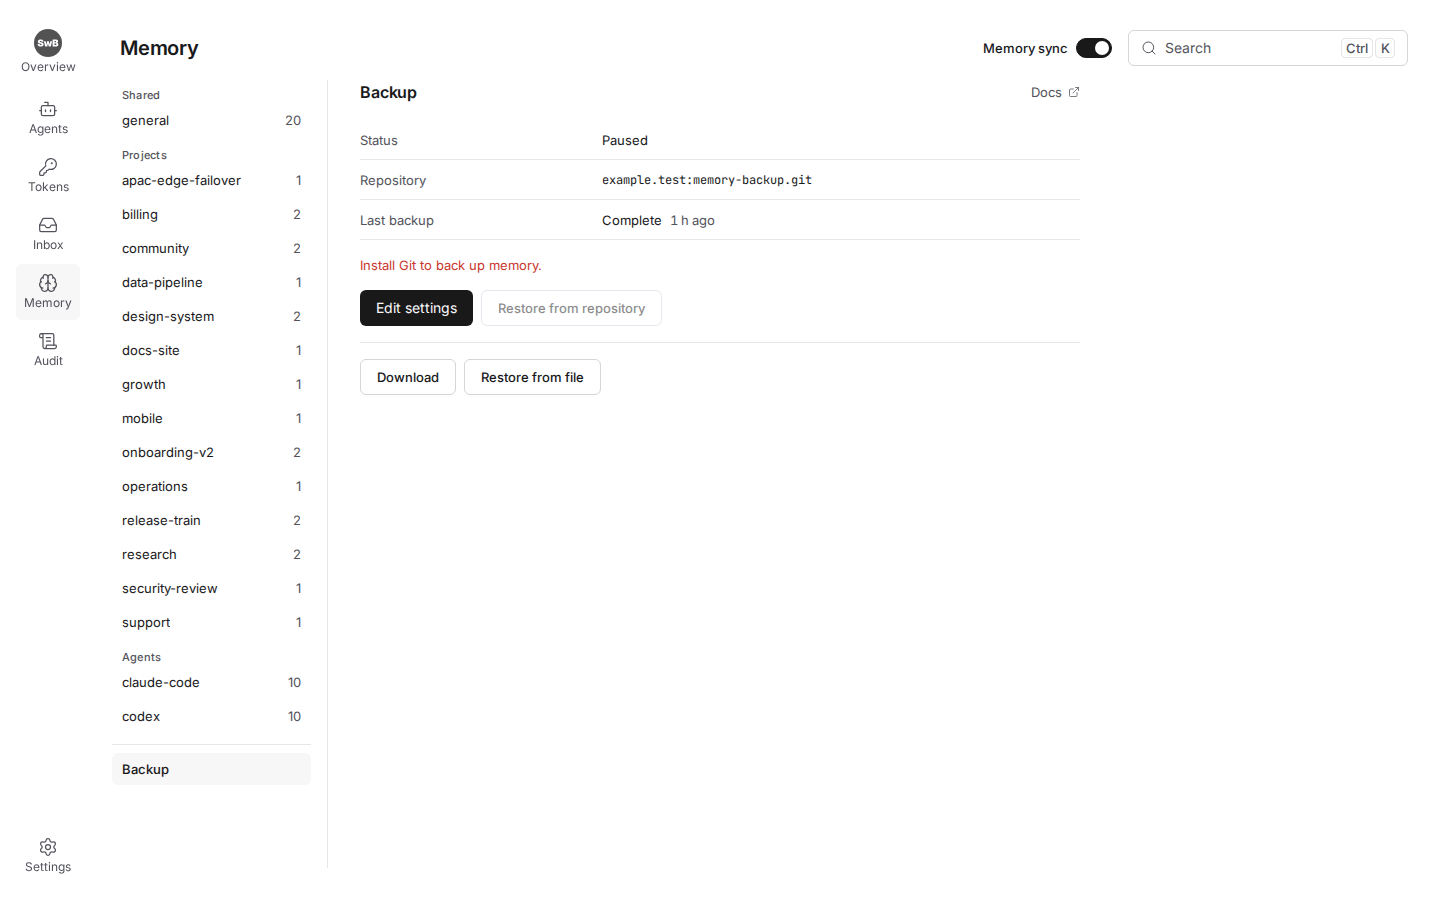 SwB
Overview
Agents
Tokens
Inbox
Memory
Audit
Settings
Memory
Memory sync
Search
Ctrl K
Shared
general 20
Projects
apac-edge-failover 1
billing 2
community 2
data-pipeline 1
design-system 2
docs-site 1
growth 1
mobile 1
onboarding-v2 2
operations 1
release-train 2
research 2
security-review 1
support 1
Agents
claude-code 10
codex 10
Backup
Backup
Docs
Status Paused
Repository example.test:memory-backup.git
Last backup Complete 1 h ago
Install Git to back up memory.
Edit settings Restore from repository
Download Restore from file